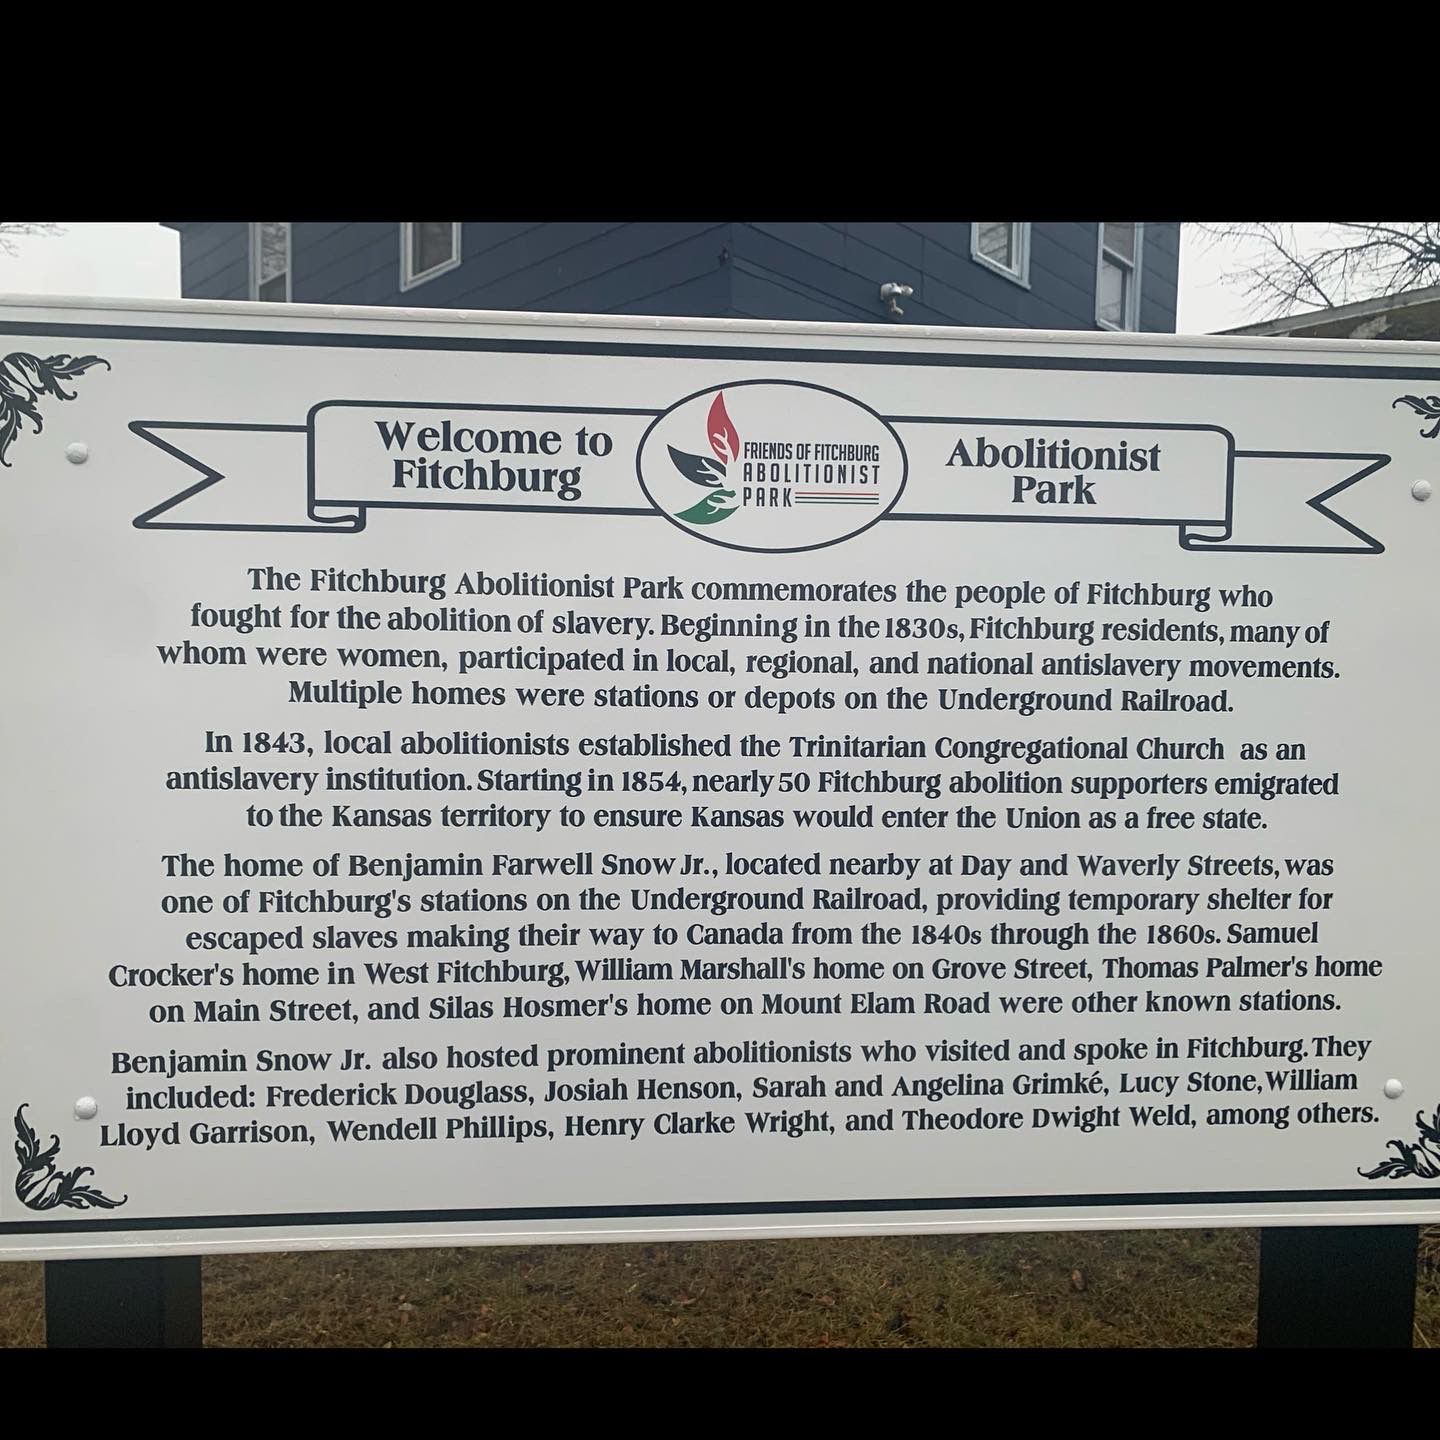 Welcome to
Fitchburg
FRIENDS OF FITCHBURG
ABOLITIONIST
PARK
Abolitionist
Park
The Fitchburg Abolitionist Park commemorates the people of Fitchburg who
fought for the abolition of slavery. Beginning in the 1830s, Fitchburg residents, many of
whom were women, participated in local, regional, and national antislavery movements.
Multiple homes were stations or depots on the Underground Railroad.
In 1843, local abolitionists established the Trinitarian Congregational Church as an
antislavery institution. Starting in 1854, nearly 50 Fitchburg abolition supporters emigrated
to the Kansas territory to ensure Kansas would enter the Union as a free state.
The home of Benjamin Farwell Snow Jr., located nearby at Day and Waverly Streets, was
one of Fitchburg's stations on the Underground Railroad, providing temporary shelter for
escaped slaves making their way to Canada from the 1840s through the 1860s. Samuel
Crocker's home in West Fitchburg, William Marshall's home on Grove Street, Thomas Palmer's home
on Main Street, and Silas Hosmer's home on Mount Elam Road were other known stations.
Benjamin Snow Jr. also hosted prominent abolitionists who visited and spoke in Fitchburg. They
included: Frederick Douglass, Josiah Henson, Sarah and Angelina Grimké, Lucy Stone, William
Lloyd Garrison, Wendell Phillips, Henry Clarke Wright, and Theodore Dwight Weld, among others.